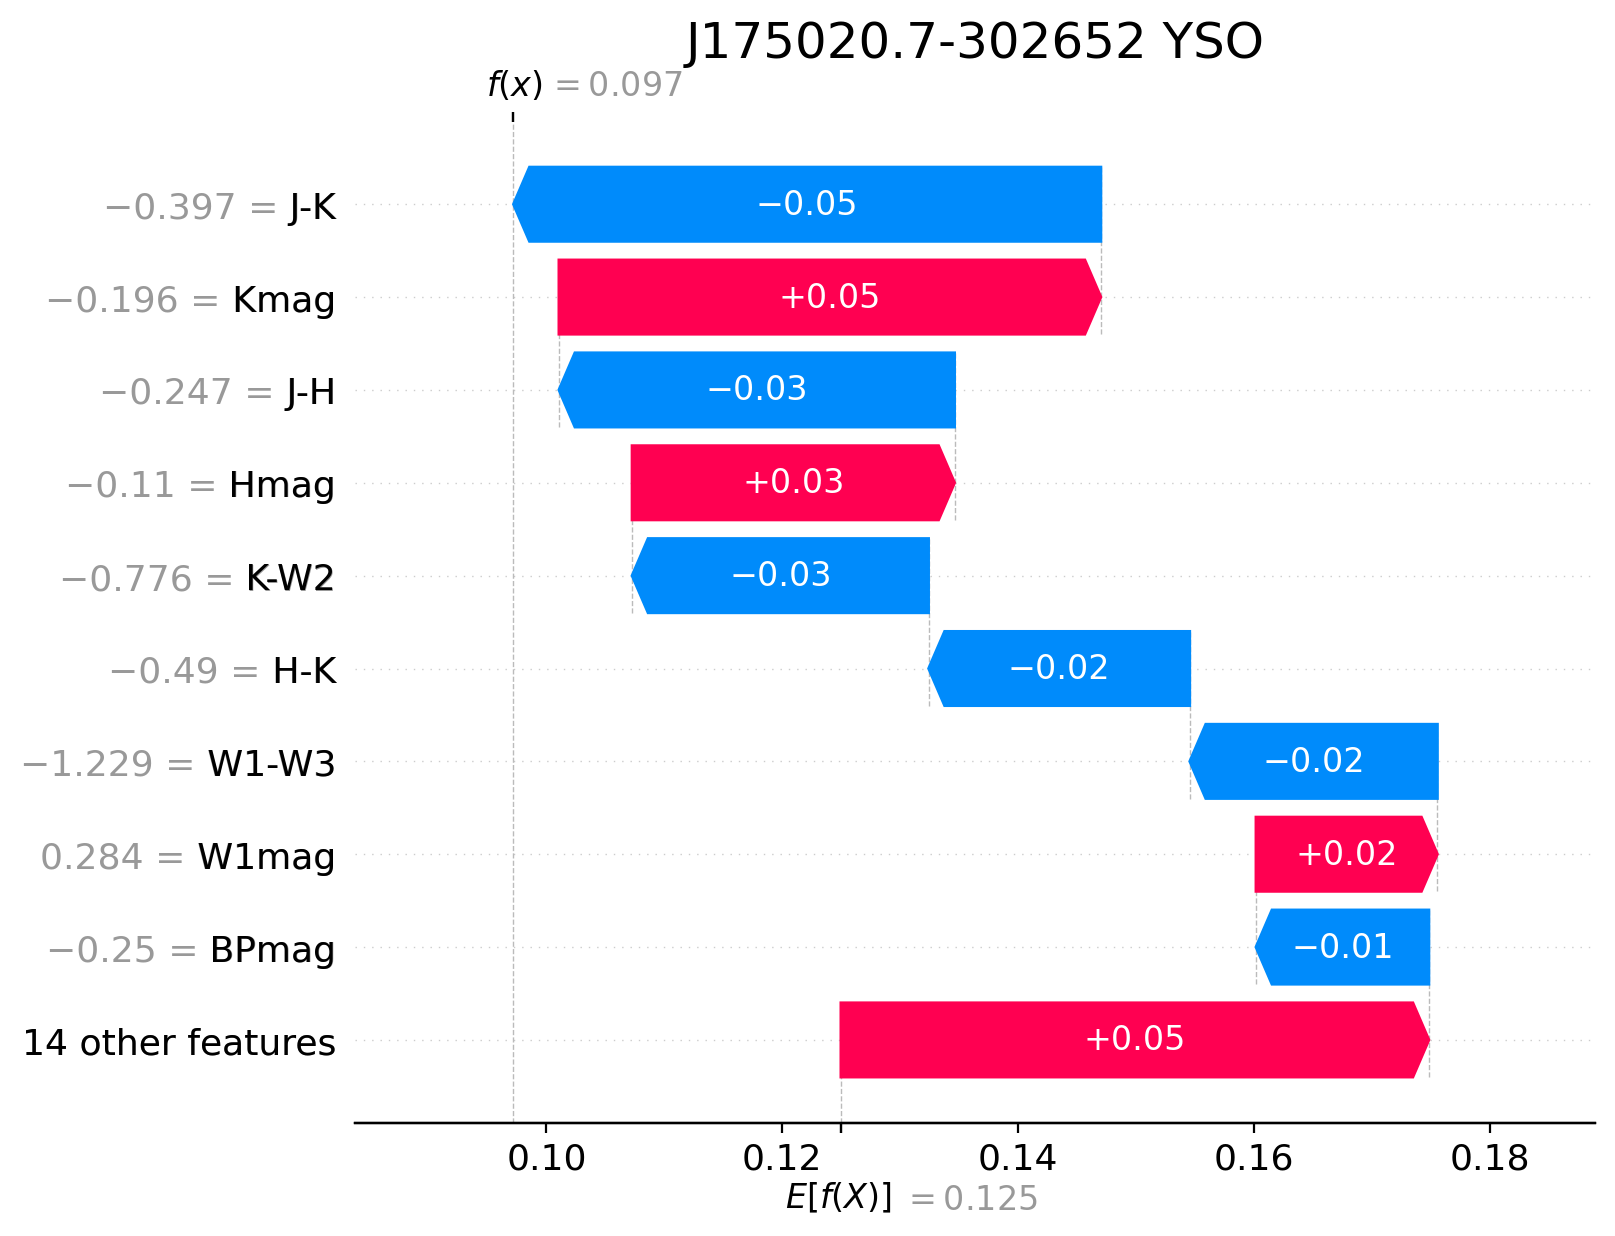 J175020.7-302652 YSO
f(x) = 0.097
−0.397 = J-K
−0.05
−0.196 = Kmag
+0.05
−0.247 = J-H
−0.03
−0.11 = Hmag
+0.03
−0.776 = K-W2
−0.03
−0.49 = H-K
−0.02
−1.229 = W1-W3
−0.02
0.284 = W1mag
+0.02
−0.25 = BPmag
−0.01
14 other features
+0.05
0.10 0.12 0.14 0.16 0.18
E[f(X)] = 0.125